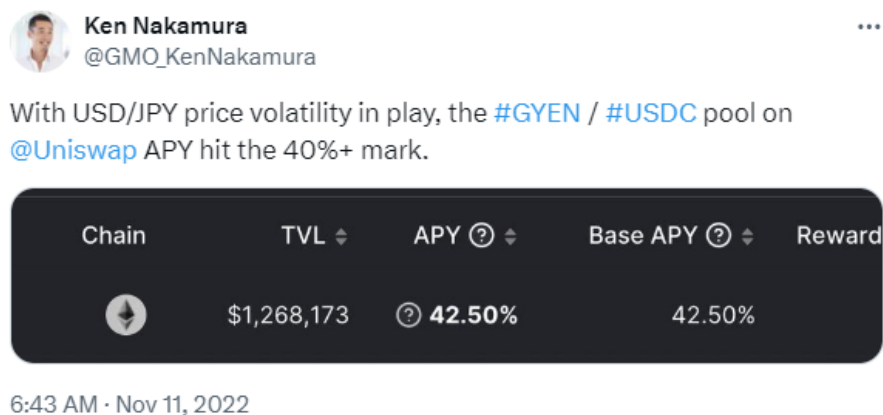 Ken Nakamura
@GMO_KenNakamura
With USD/JPY price volatility in play, the #GYEN / #USDC pool on
@Uniswap APY hit the 40%+ mark.
Chain TVL APY ? Base APY ? Reward
$1,268,173 ? 42.50% 42.50%
6:43 AM · Nov 11, 2022